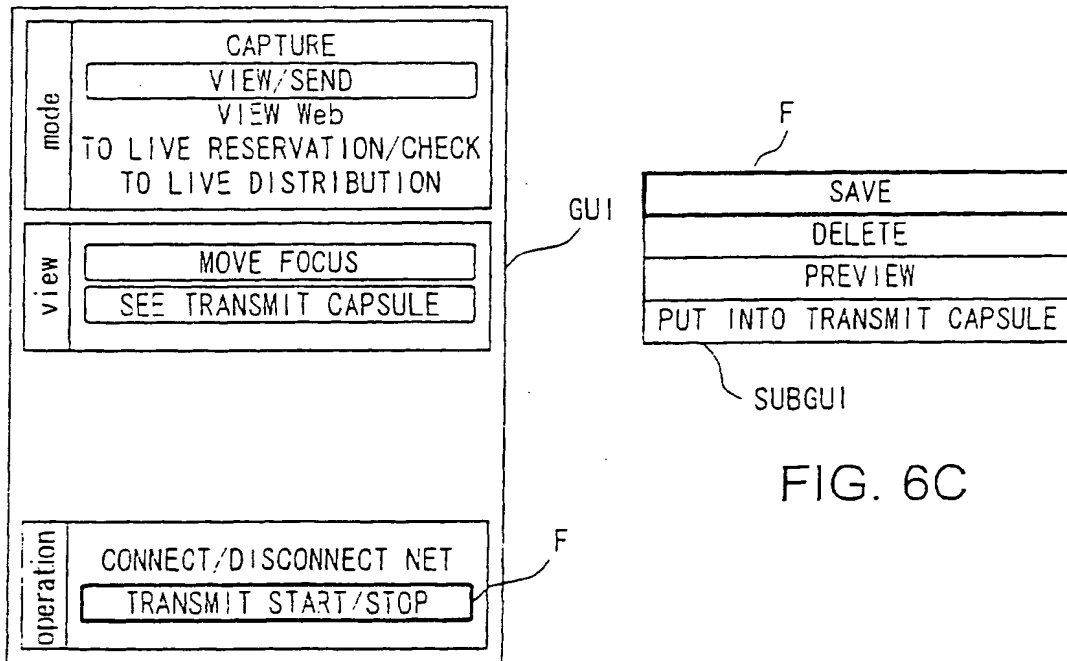 mode
CAPTURE
VIEW/SEND
VIEW Web
TO LIVE RESERVATION/CHECK
TO LIVE DISTRIBUTION
GUI
view
MOVE FOCUS
SEE TRANSMIT CAPSULE
operation
CONNECT/DISCONNECT NET
TRANSMIT START/STOP
F
F
SAVE
DELETE
PREVIEW
PUT INTO TRANSMIT CAPSULE
SUBGUI
FIG. 6C